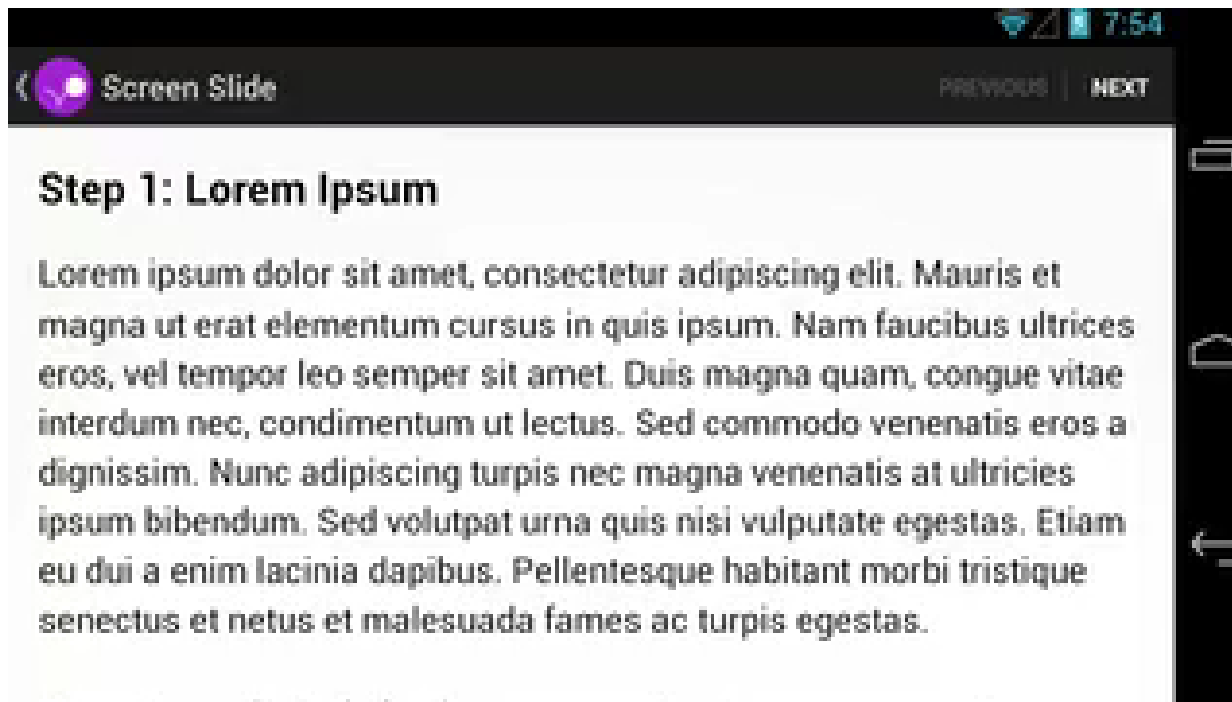 7:54
Screen Slide
PREVIOUS
NEXT
Step 1: Lorem Ipsum
Lorem ipsum dolor sit amet, consectetur adipiscing elit. Mauris et
magna ut erat elementum cursus in quis ipsum. Nam faucibus ultrices
eros, vel tempor leo semper sit amet. Duis magna quam, congue vitae
interdum nec, condimentum ut lectus. Sed commodo venenatis eros a
dignissim. Nunc adipiscing turpis nec magna venenatis at ultricies
ipsum bibendum. Sed volutpat urna quis nisi vulputate egestas. Etiam
eu dui a enim lacinia dapibus. Pellentesque habitant morbi tristique
senectus et netus et malesuada fames ac turpis egestas.